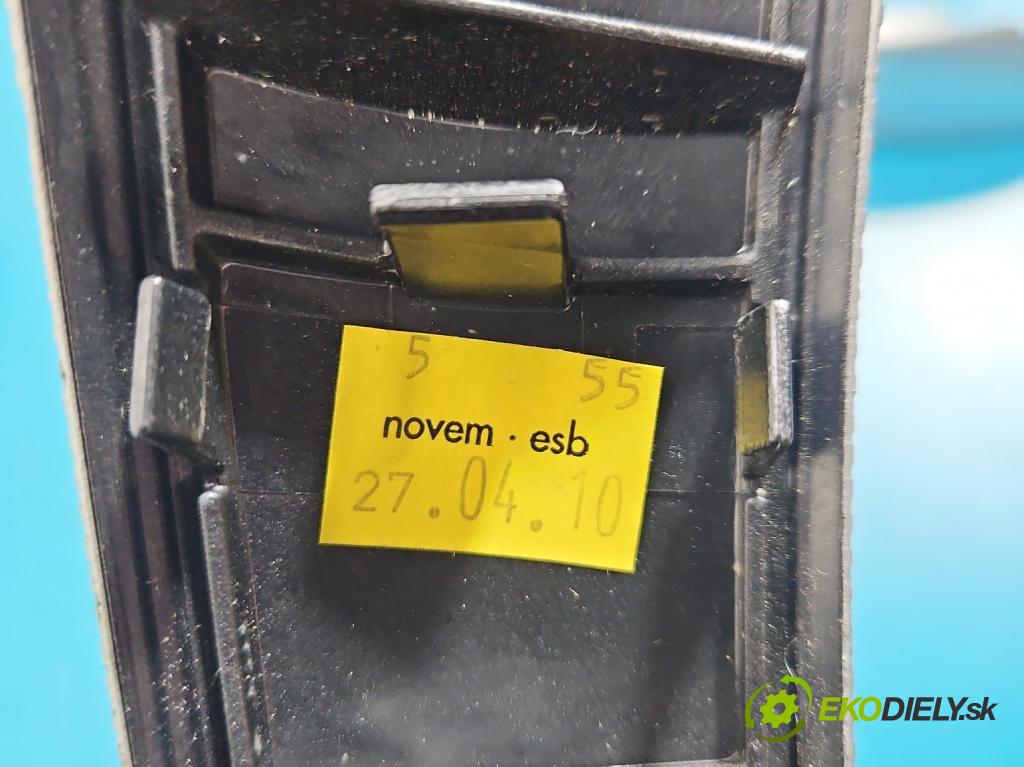 5 55
novem · esb
27.04.10
EKODIELY.sk